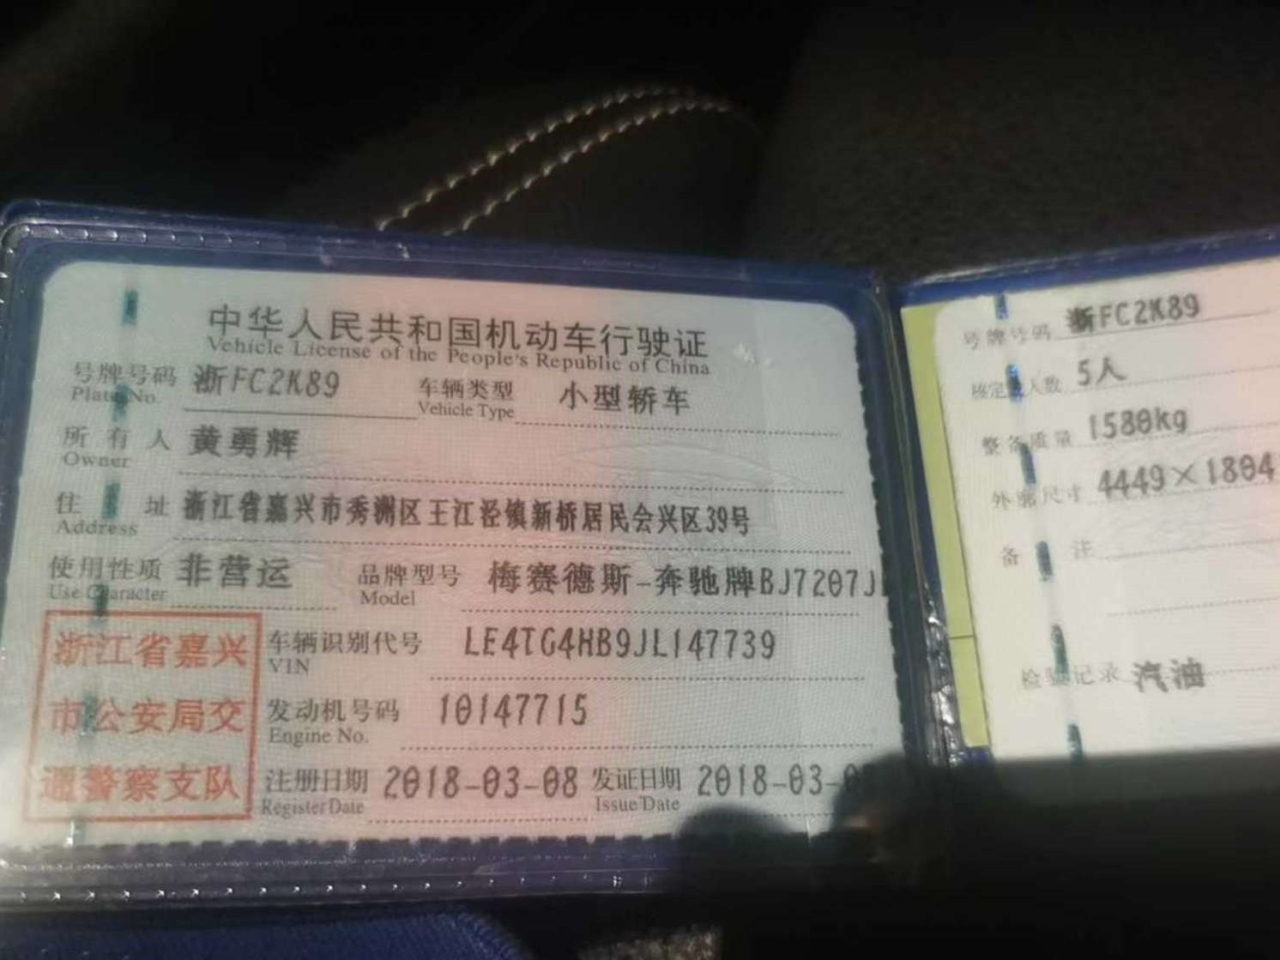 中华人民共和国机动车行驶证
Vehicle License of the People's Republic of China
号牌号码 浙FC2K89 车辆类型 小型轿车
Plate No. Vehicle Type
所有人 黄勇辉
Owner
住址 浙江省嘉兴市秀洲区王江泾镇新桥居民会兴区39号
Address
使用性质 非营运 品牌型号 梅赛德斯-奔驰牌BJ7207J
Use Character Model
浙江省嘉兴
市公安局交
通警察支队
车辆识别代号 LE4TG4HB9JL147739
VIN
发动机号码 10147715
Engine No.
注册日期 2018-03-08 发证日期 2018-03-0
Register Date Issue Date
号牌号码 浙FC2K89
核定载人数 5人
整备质量 1580kg
外廓尺寸 4449×1804
备注
检验记录 汽油